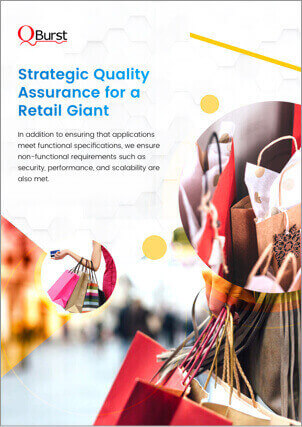 QBurst
Strategic Quality
Assurance for a
Retail Giant
In addition to ensuring that applications
meet functional specifications, we ensure
non-functional requirements such as
security, performance, and scalability are
also met.